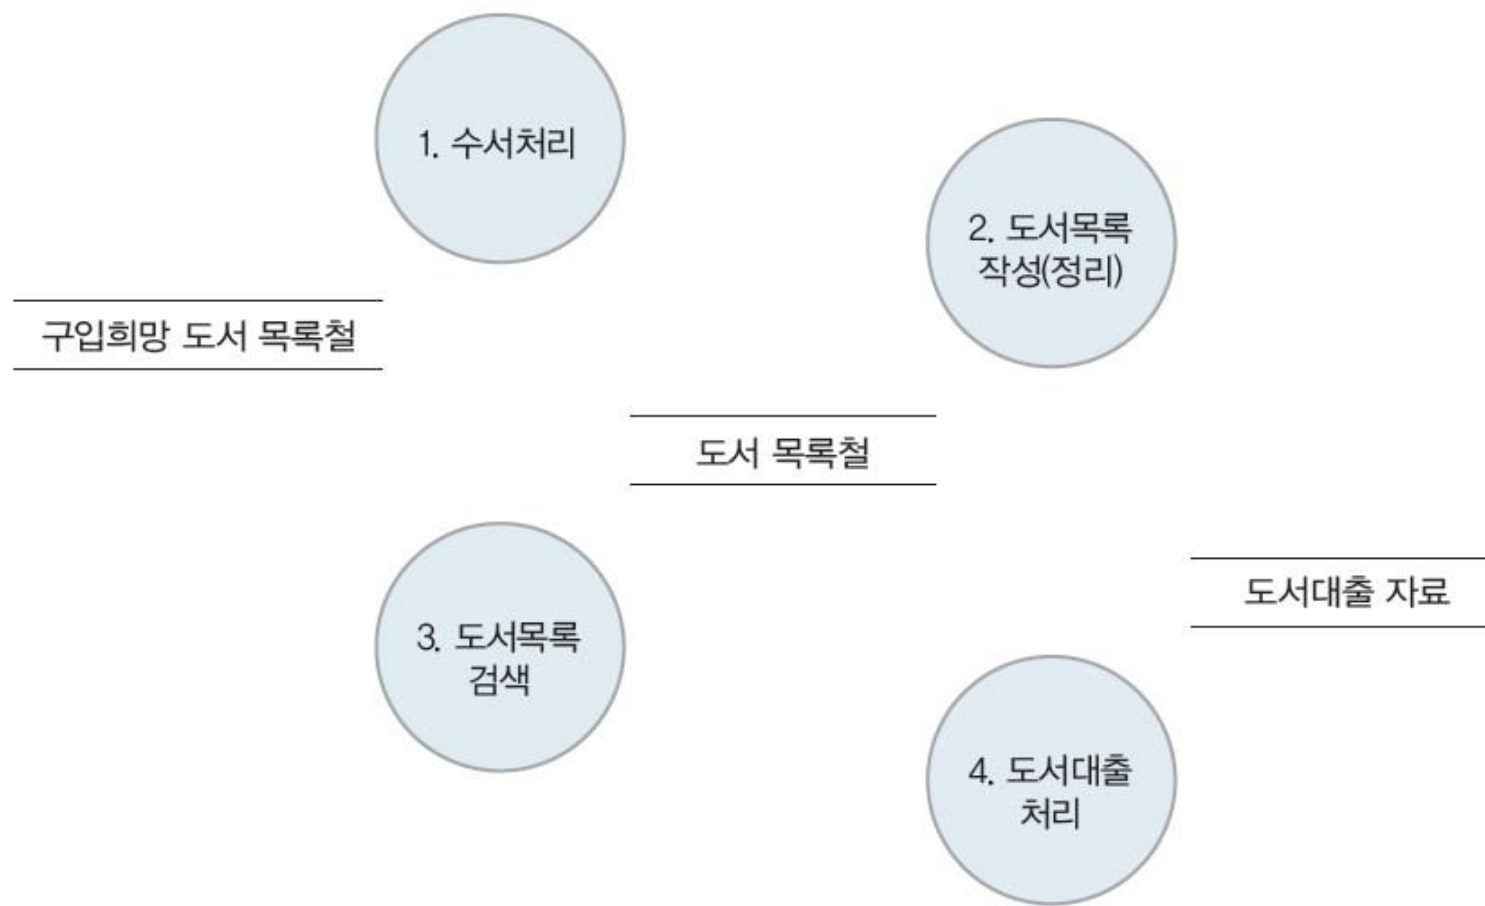 1. 수서처리
2. 도서목록
작성(정리)
구입희망 도서 목록철
도서 목록철
도서대출 자료
3. 도서목록
검색
4. 도서대출
처리